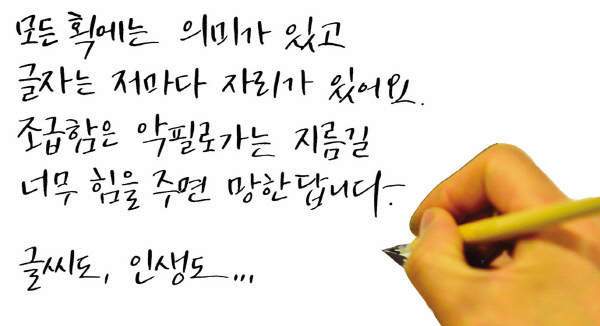 모든 획에는 의미가 있고
글자는 저마다 자리가 있어요.
조급함은 악필로가는 지름길
너무 힘을 주면 망한답니다-
글씨도, 인생도...